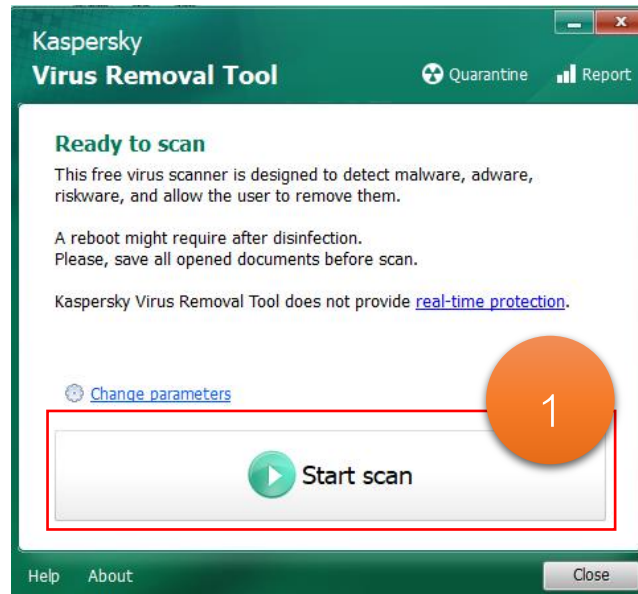 Kaspersky
Virus Removal Tool
Quarantine
Report
Ready to scan
This free virus scanner is designed to detect malware, adware,
riskware, and allow the user to remove them.
A reboot might require after disinfection.
Please, save all opened documents before scan.
Kaspersky Virus Removal Tool does not provide real-time protection.
Change parameters
1
Start scan
Help
About
Close